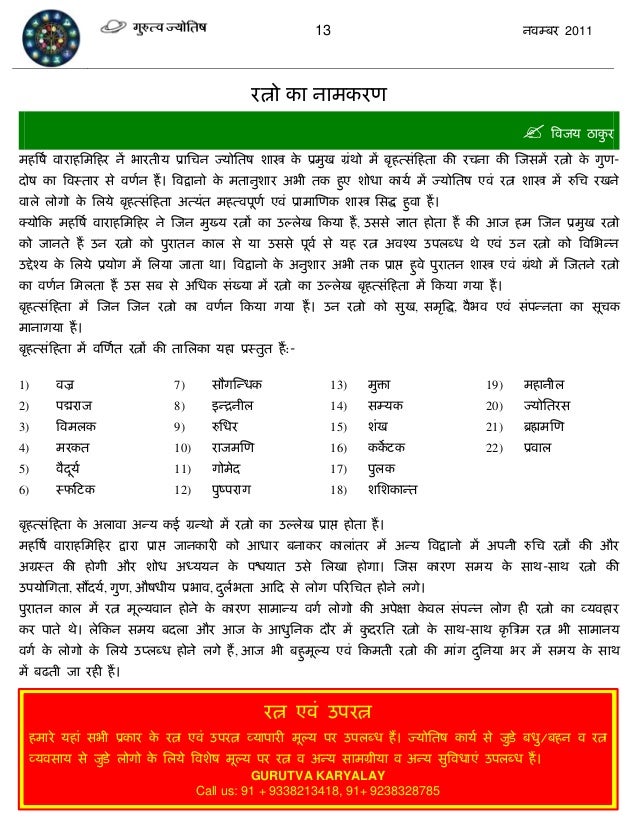 गुरुत्व ज्योतिष 13 नवम्बर 2011
रत्नो का नामकरण
विजय ठाकुर
महर्षि वाराहमिहिर नें भारतीय प्राचिन ज्योतिष शास्त्र के प्रमुख ग्रंथो में बृहत्संहिता की रचना की जिसमें रत्नो के गुण-
दोष का विस्तार से वर्णन हैं। विद्वानो के मतानुशार अभी तक हुए शोधा कार्य में ज्योतिष एवं रत्न शास्त्र में रुचि रखने
वाले लोगो के लिये बृहत्संहिता अत्यंत महत्वपूर्ण एवं प्रामाणिक शास्त्र सिद्ध हुवा हैं।
क्योकि महर्षि वाराहमिहिर ने जिन मुख्य रत्नों का उल्लेख किया हैं, उससे ज्ञात होता हैं की आज हम जिन प्रमुख रत्नो
को जानते हैं उन रत्नो को पुरातन काल से या उससे पूर्व से यह रत्न अवश्य उपलब्ध थे एवं उन रत्नो को विभिन्न
उद्देश्य के लिये प्रयोग में लिया जाता था। विद्वानो के अनुशार अभी तक प्राप्त हुवे पुरातन शास्त्र एवं ग्रंथो में जितने रत्नो
का वर्णन मिलता हैं उस सब से अधिक संख्या में रत्नो का उल्लेख बृहत्संहिता में किया गया हैं।
बृहत्संहिता में जिन जिन रत्नो का वर्णन किया गया हैं। उन रत्नो को सुख, समृद्धि, वैभव एवं संपन्नता का सूचक
मानागया हैं।
बृहत्संहिता में वर्णित रत्नों की तालिका यहा प्रस्तुत हैं:-
1) वज्र 7) सौगन्धिक 13) मुक्ता 19) महानील
2) पद्मराज 8) इन्द्रनील 14) सम्यक 20) ज्योतिरस
3) विमलक 9) रुधिर 15) शंख 21) ब्रह्ममणि
4) मरकत 10) राजमणि 16) कर्केटक 22) प्रवाल
5) वैदूर्य 11) गोमेद 17) पुलक
6) स्फटिक 12) पुष्पराग 18) शशिकान्त
बृहत्संहिता के अलावा अन्य कई ग्रन्थो में रत्नो का उल्लेख प्राप्त होता हैं।
महर्षि वाराहमिहिर द्वारा प्राप्त जानकारी को आधार बनाकर कालांतर में अन्य विद्वानो में अपनी रुचि रत्नों की और
अग्रस्त की होगी और शोध अध्ययन के पश्चयात उसे लिखा होगा। जिस कारण समय के साथ-साथ रत्नो की
उपयोगिता, सौंदर्य, गुण, औषधीय प्रभाव, दुर्लभता आदि से लोग परिचित होने लगे।
पुरातन काल में रत्न मूल्यवान होने के कारण सामान्य वर्ग लोगो की अपेक्षा केवल संपन्न लोग ही रत्नो का व्यवहार
कर पाते थे। लेकिन समय बदला और आज के आधुनिक दौर में कुदरति रत्नो के साथ-साथ कृत्रिम रत्न भी सामानय
वर्ग के लोगो के लिये उप्लब्ध होने लगे हैं, आज भी बहुमूल्य एवं किमती रत्नो की मांग दुनिया भर में समय के साथ
में बढती जा रही हैं।
रत्न एवं उपरत्न
हमारे यहां सभी प्रकार के रत्न एवं उपरत्न व्यापारी मूल्य पर उपलब्ध हैं। ज्योतिष कार्य से जुडे बधु/बहन व रत्न
व्यवसाय से जुडे लोगो के लिये विशेष मूल्य पर रत्न व अन्य सामग्रीया व अन्य सुविधाएं उपलब्ध हैं।
GURUTVA KARYALAY
Call us: 91 + 9338213418, 91+ 9238328785